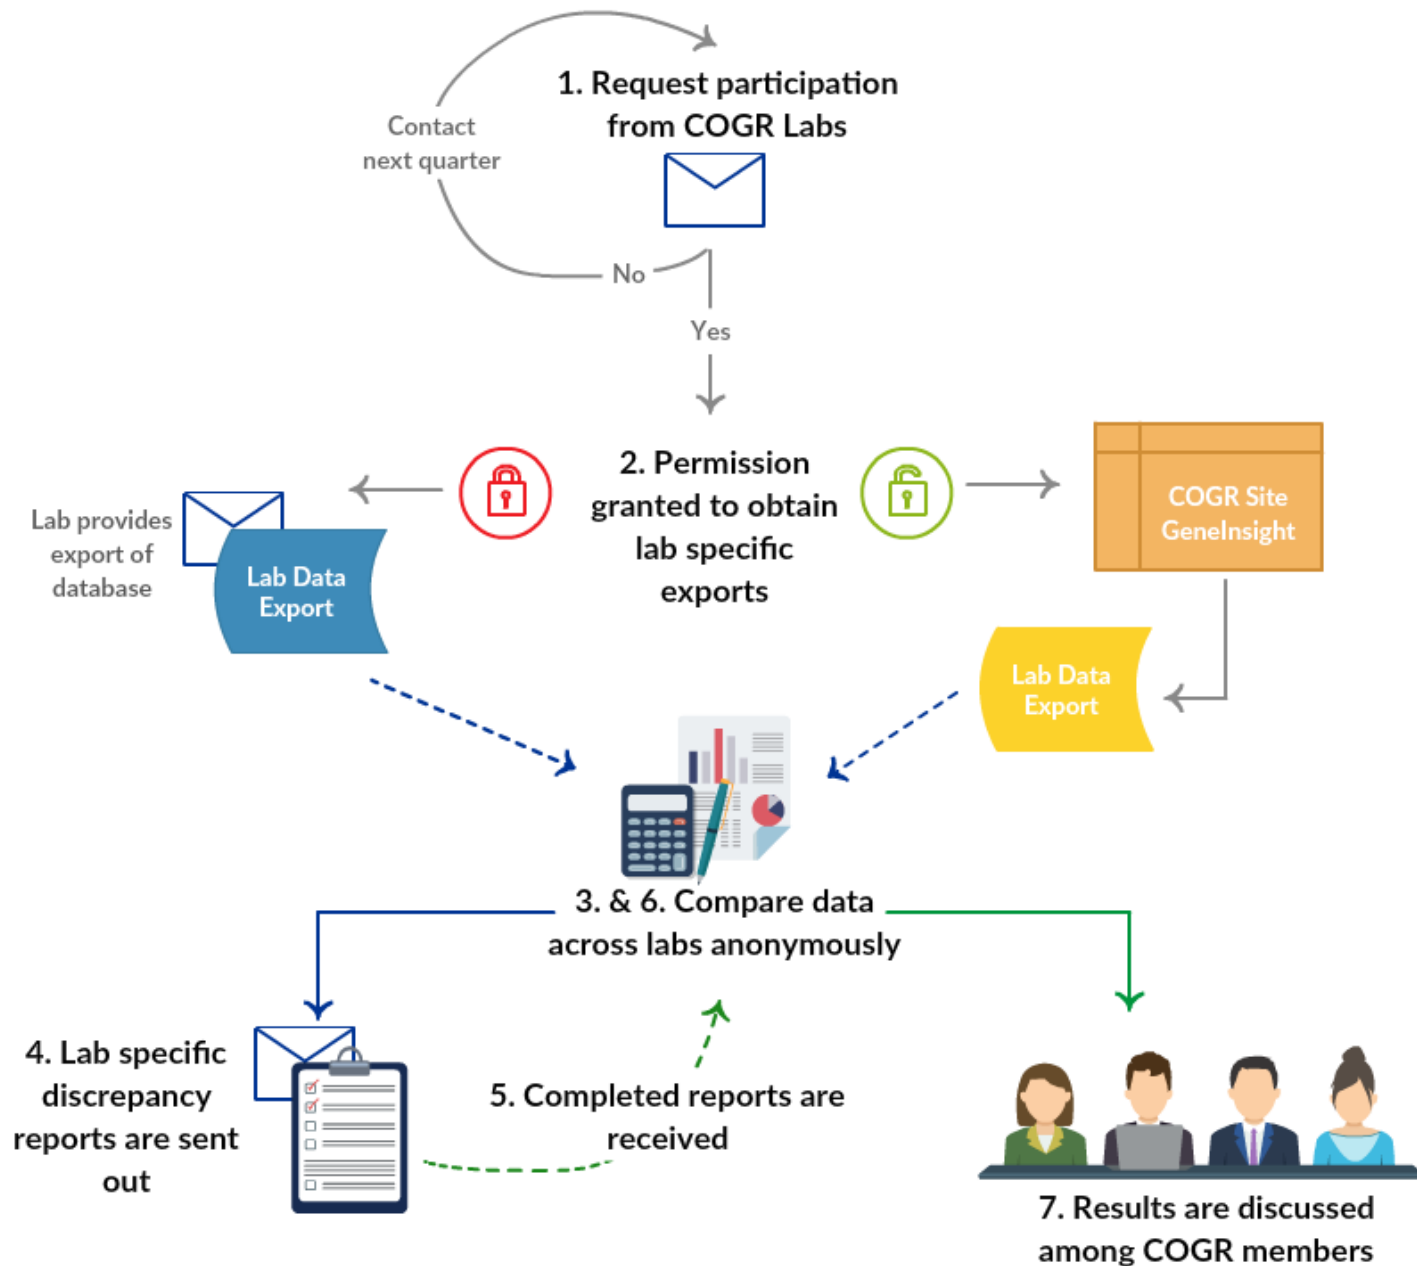 1. Request participation
from COGR Labs
Contact
next quarter
No
Yes
2. Permission
granted to obtain
lab specific
exports
Lab provides
export of
database
Lab Data
Export
COGR Site
GeneInsight
Lab Data
Export
3. & 6. Compare data
across labs anonymously
4. Lab specific
discrepancy
reports are sent
out
5. Completed reports are
received
7. Results are discussed
among COGR members